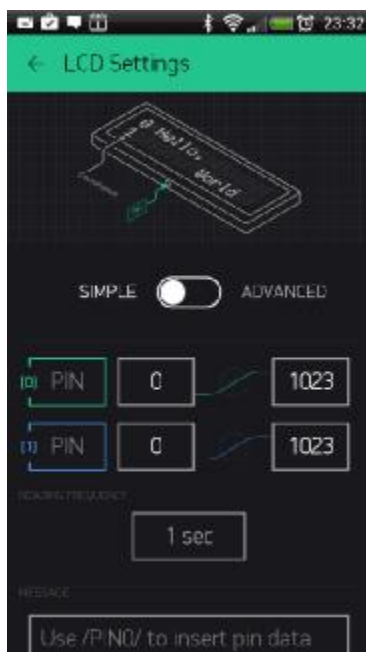 23:32
← LCD Settings
@ Hello,
World
SIMPLE ADVANCED
(0) PIN 0 1023
(1) PIN 0 1023
READING FREQUENCY
1 sec
MESSAGE
Use /PIN0/ to insert pin data